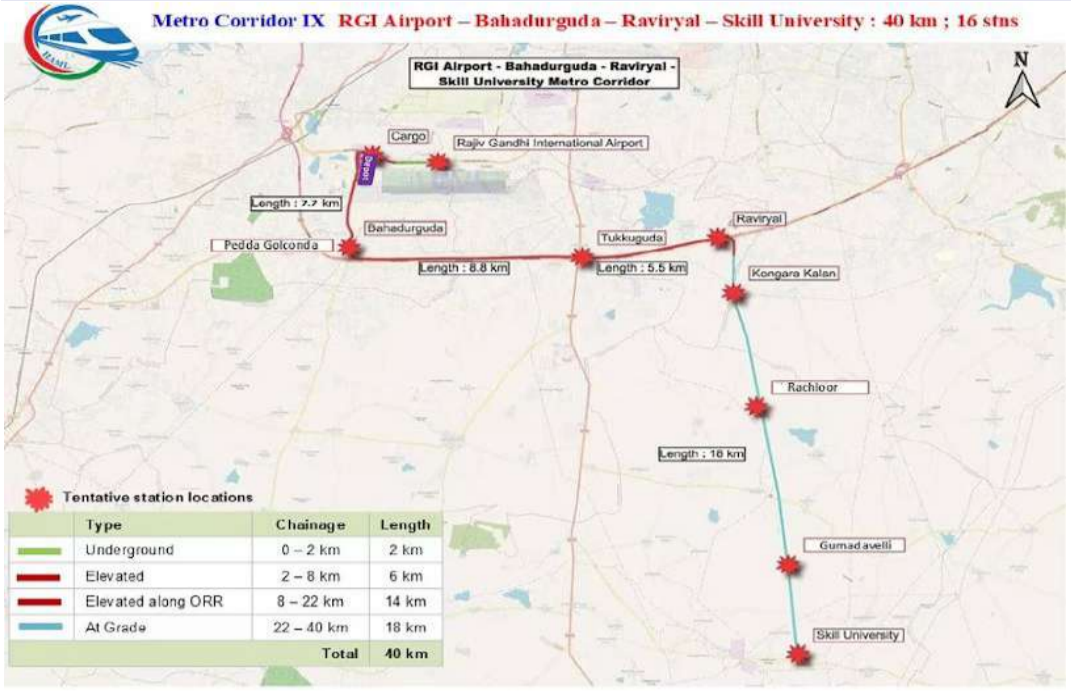 HAML
Metro Corridor IX RGI Airport – Bahadurguda – Raviryal – Skill University : 40 km ; 16 stns
RGI Airport - Bahadurguda - Raviryal -
Skill University Metro Corridor
N
Cargo
Rajiv Gandhi International Airport
Depot
Length : 7.7 km
Bahadurguda
Pedda Golconda
Raviryal
Tukkuguda
Length : 8.8 km
Length : 5.5 km
Kongara Kalan
Rachloor
Length : 18 km
Gumadavelli
Skill University
Tentative station locations
Type Chainage Length
Underground 0 – 2 km 2 km
Elevated 2 – 8 km 6 km
Elevated along ORR 8 – 22 km 14 km
At Grade 22 – 40 km 18 km
Total 40 km